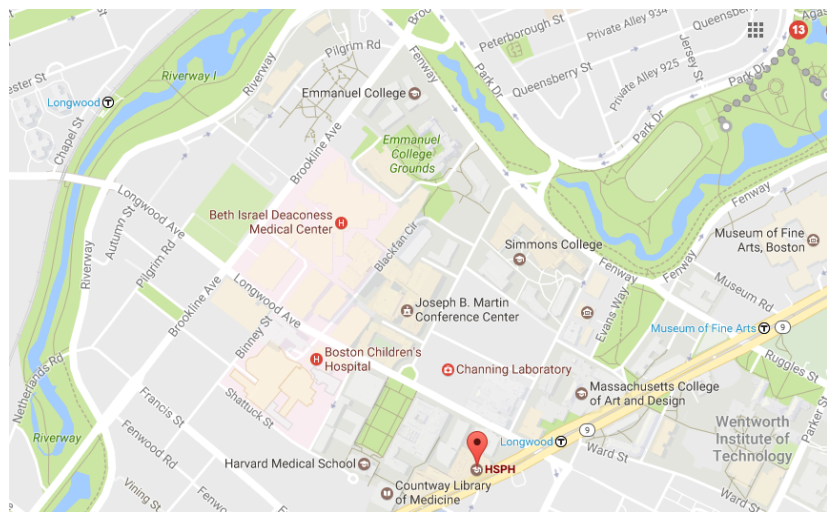 Riverway I
Riverway
Pilgrim Rd
Brookline Ave
Fenway
Park Dr
Peterborough St
Private Alley 934
Queensberry St
Queensberry St
Private Alley 925
Jersey St
13
Park Dr
Park Dr
Longwood
Chapel St
Emmanuel College
Emmanuel
College
Grounds
Longwood Ave
Autumn St
Pilgrim Rd
Riverway
Beth Israel Deaconess
Medical Center
Blackfan Cir
Simmons College
Fenway
Fenway
Fenway
Museum of Fine
Arts, Boston
Museum Rd
Evans Way
Museum of Fine Arts
9
Ruggles St
Brookline Ave
Longwood Ave
Binney St
Joseph B. Martin
Conference Center
Boston Children's
Hospital
Channing Laboratory
Massachusetts College
of Art and Design
Parker St
Netherlands Rd
Shattuck St
Francis St
Fenwood Rd
Vining St
Riverway
Harvard Medical School
HSPH
Countway Library
of Medicine
Longwood
9
Ward St
Ward St
Wentworth
Institute of
Technology